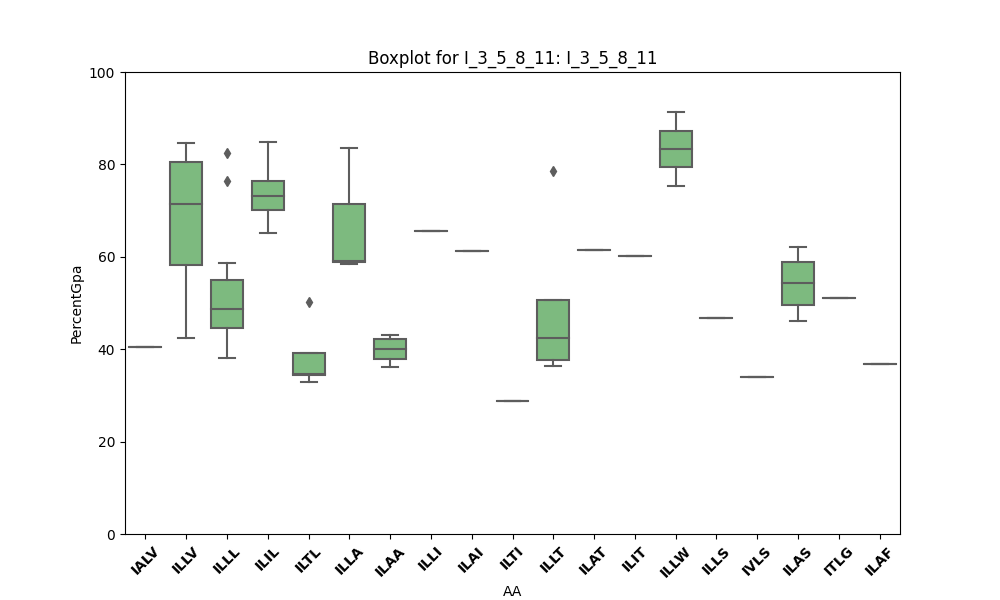 Boxplot for I_3_5_8_11: I_3_5_8_11
100
80
60
40
20
0
PercentGpa
IALV ILLV ILLL ILIL ILTL ILLA ILAA ILLI ILAI ILTI ILLT ILAT ILIT ILLW ILLS IVLS ILAS ITLG ILAF
AA